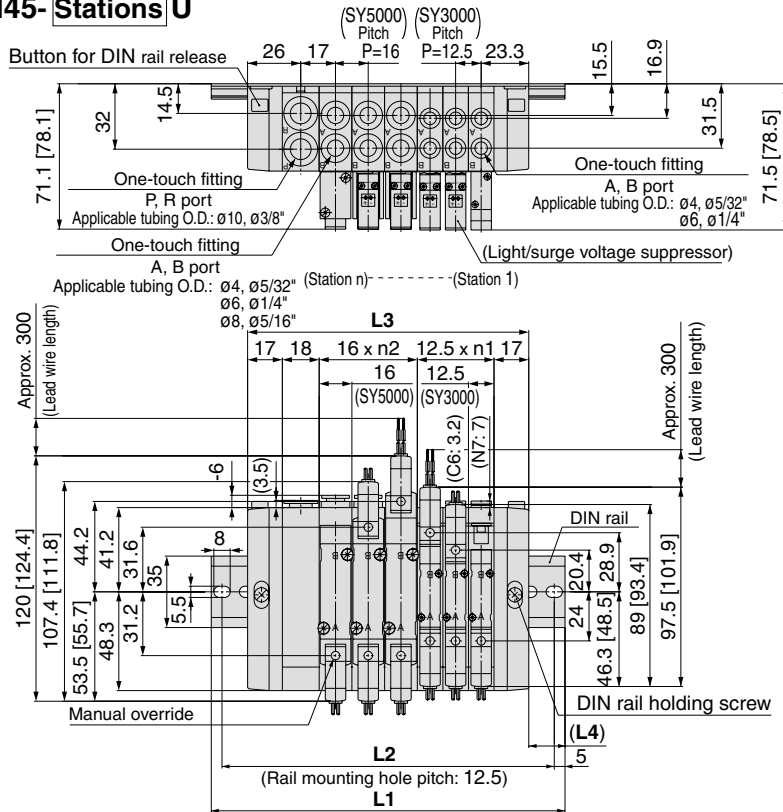 45- Stations U
(SY5000) (SY3000)
Pitch Pitch
26 17 P=16 P=12.5 23.3
Button for DIN rail release
15.5
16.9
14.5
32
71.1 [78.1]
31.5
71.5 [78.5]
One-touch fitting
P, R port
Applicable tubing O.D.: ø10, ø3/8"
One-touch fitting
A, B port
Applicable tubing O.D.: ø4, ø5/32"
ø6, ø1/4"
One-touch fitting
A, B port
Applicable tubing O.D.: ø4, ø5/32"
ø6, ø1/4"
ø8, ø5/16"
(Light/surge voltage suppressor)
(Station n)--------(Station 1)
L3
17 18 16 x n2 12.5 x n1 17
16 12.5
(SY5000) (SY3000)
Approx. 300
(Lead wire length)
Approx. 300
(Lead wire length)
(C6: 3.2)
(N7: 7)
-6
(3.5)
DIN rail
120 [124.4]
107.4 [111.8]
53.5 [55.7]
44.2
41.2
31.6
35
8
5.5
31.2
48.3
20.4
28.9
24
46.3 [48.5]
89 [93.4]
97.5 [101.9]
A A B B
Manual override
DIN rail holding screw
(L4)
L2
5
(Rail mounting hole pitch: 12.5)
L1